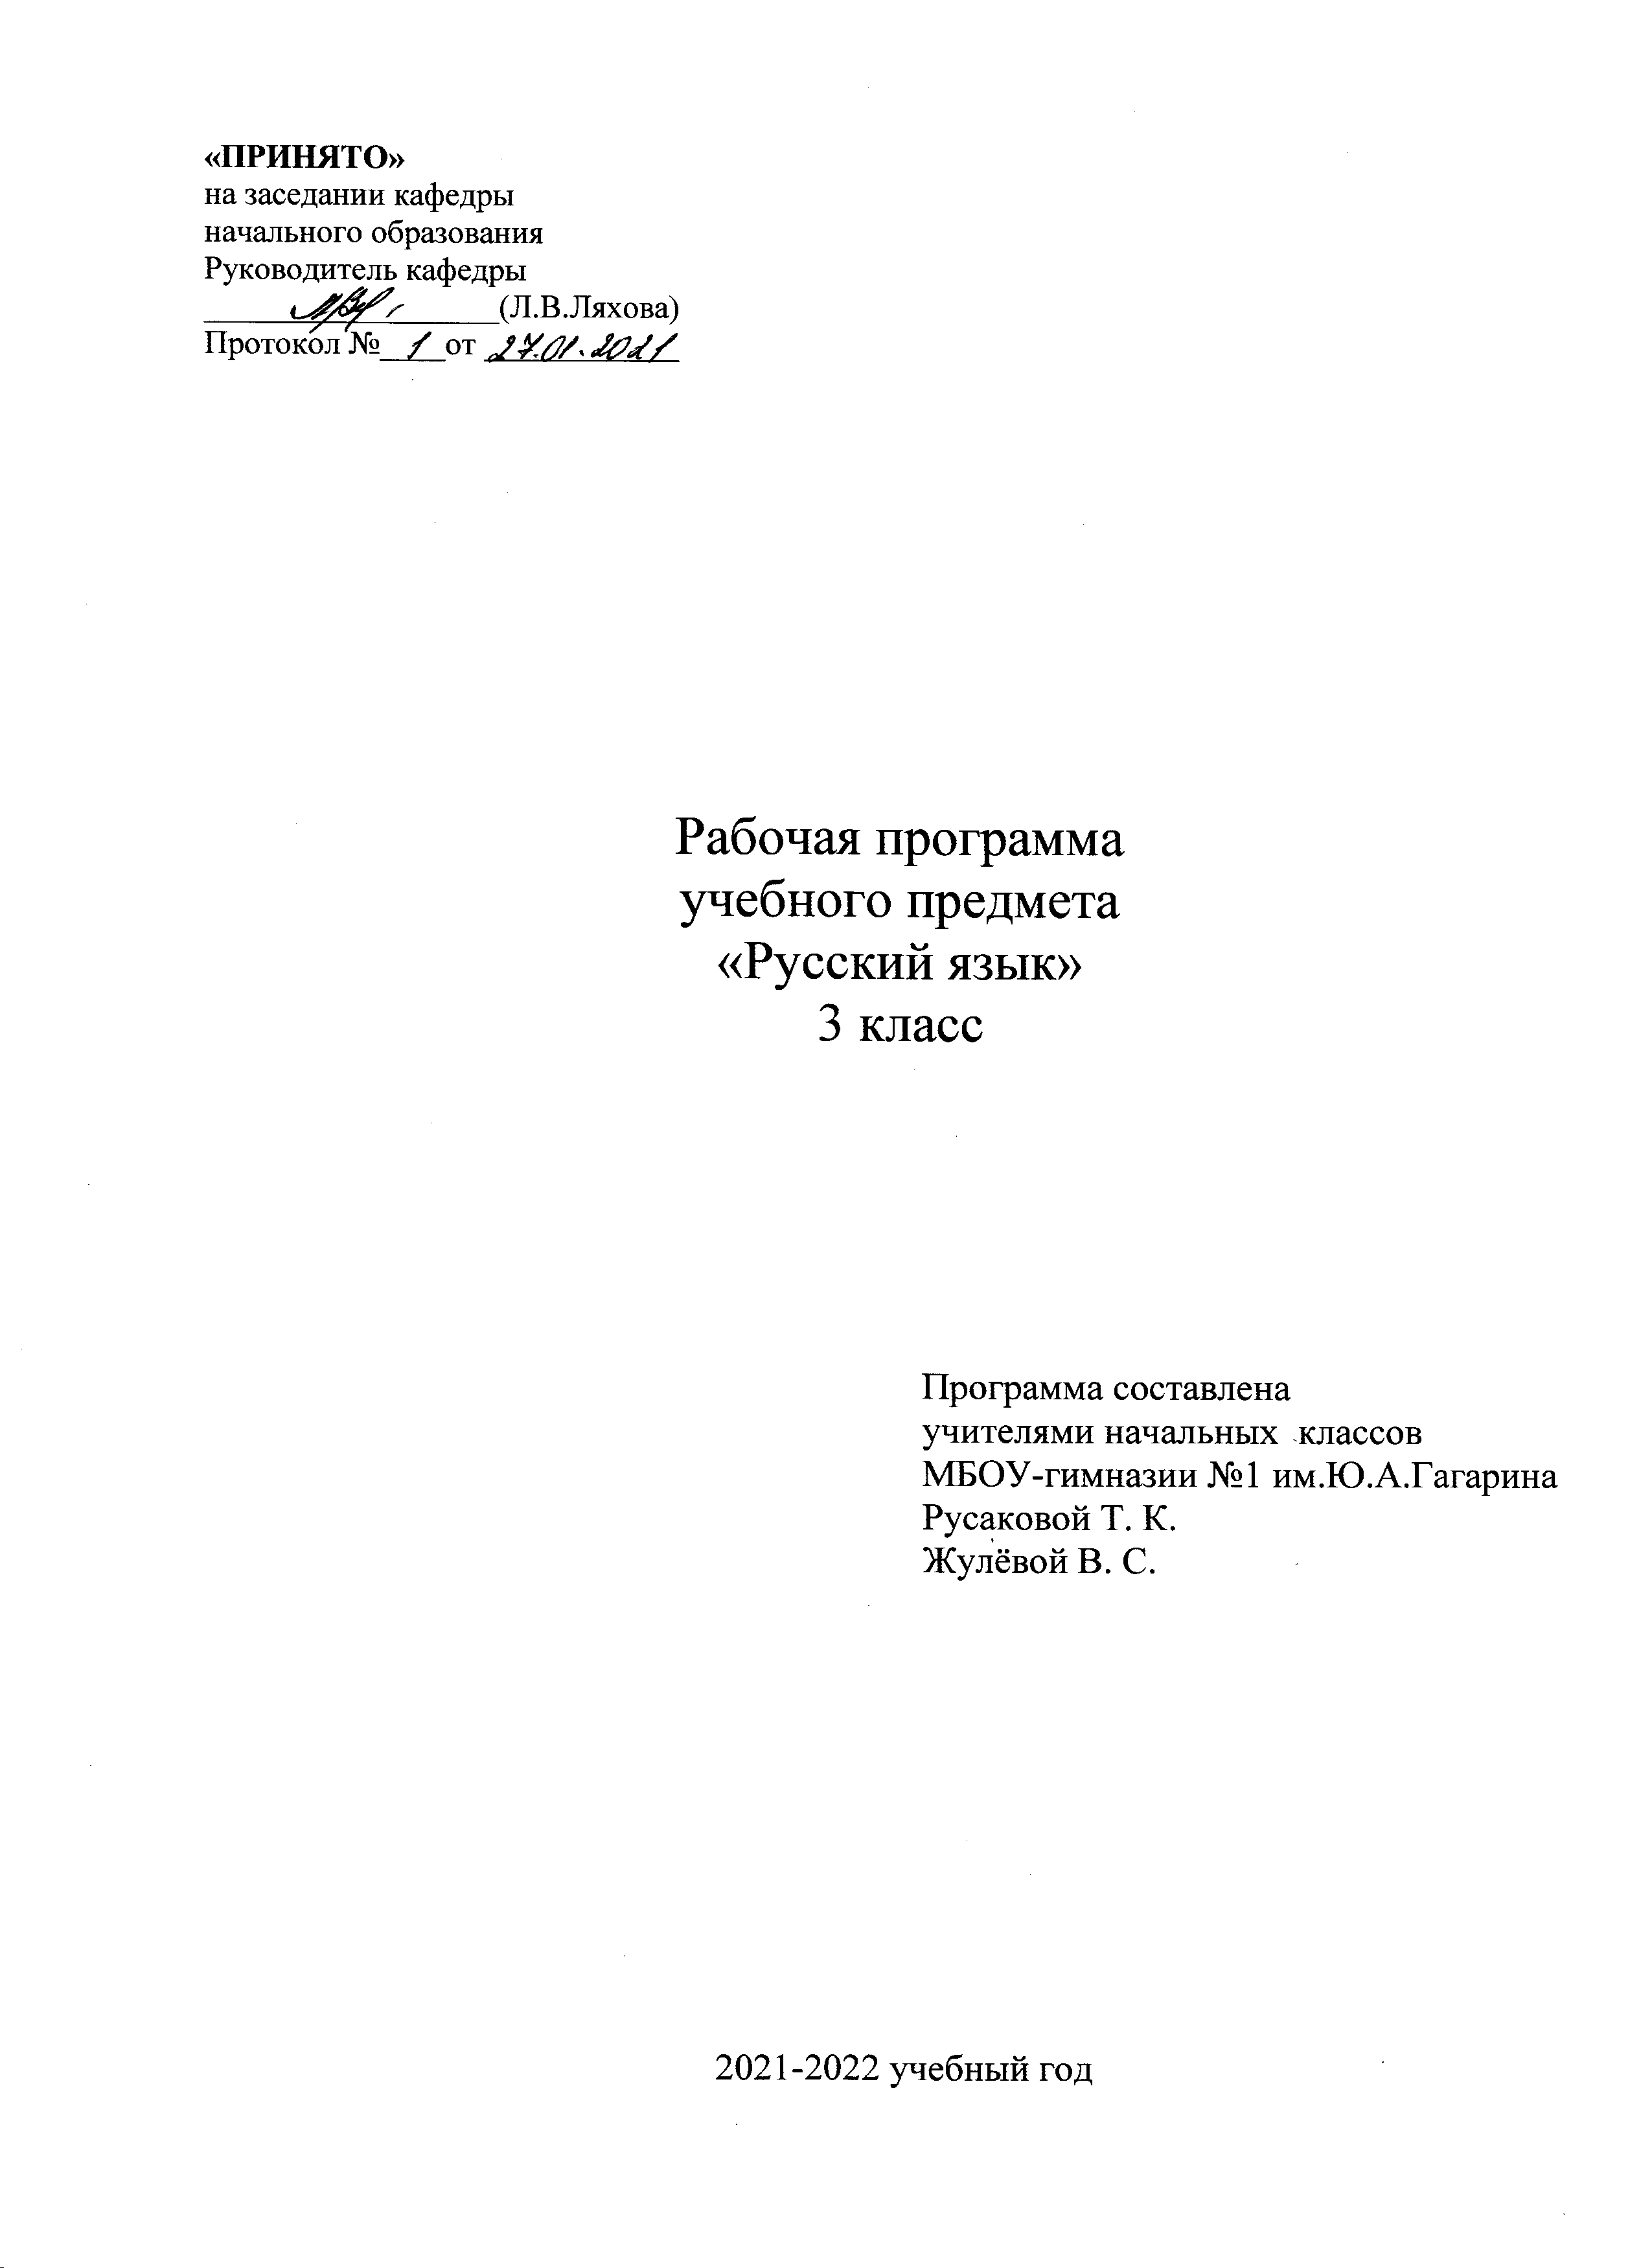 «ПРИНЯТО»
на заседании кафедры
начального образования
Руководитель кафедры
(Л.В.Ляхова)
Протокол № 1 от 27.01.2021
Рабочая программа
учебного предмета
«Русский язык»
3 класс
Программа составлена
учителями начальных классов
МБОУ-гимназии №1 им.Ю.А.Гагарина
Русаковой Т. К.
Жулёвой В. С.
2021-2022 учебный год